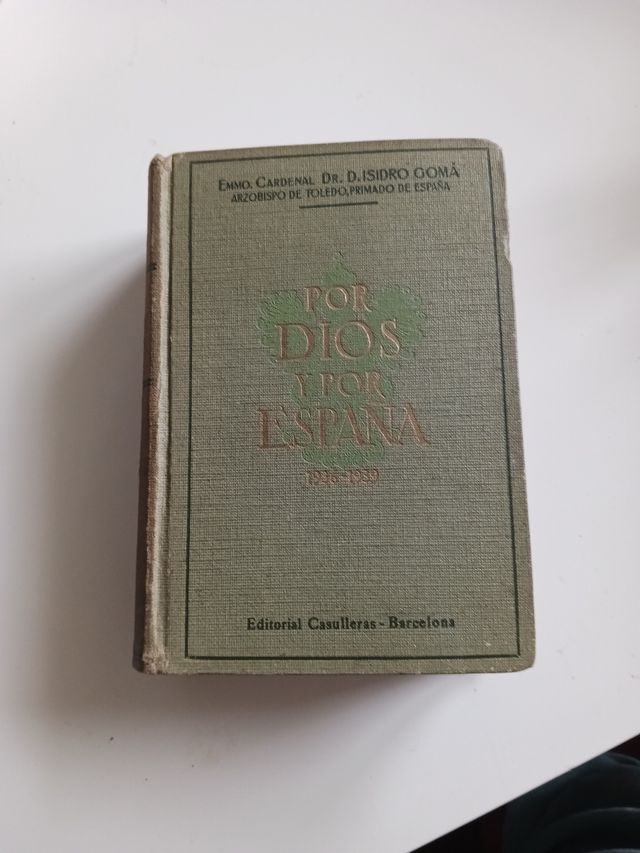 EMMO. CARDENAL DR. D. ISIDRO GOMÁ
ARZOBISPO DE TOLEDO, PRIMADO DE ESPAÑA
POR
DIOS
Y POR
ESPAÑA
1936-1939
Editorial Casulleras - Barcelona